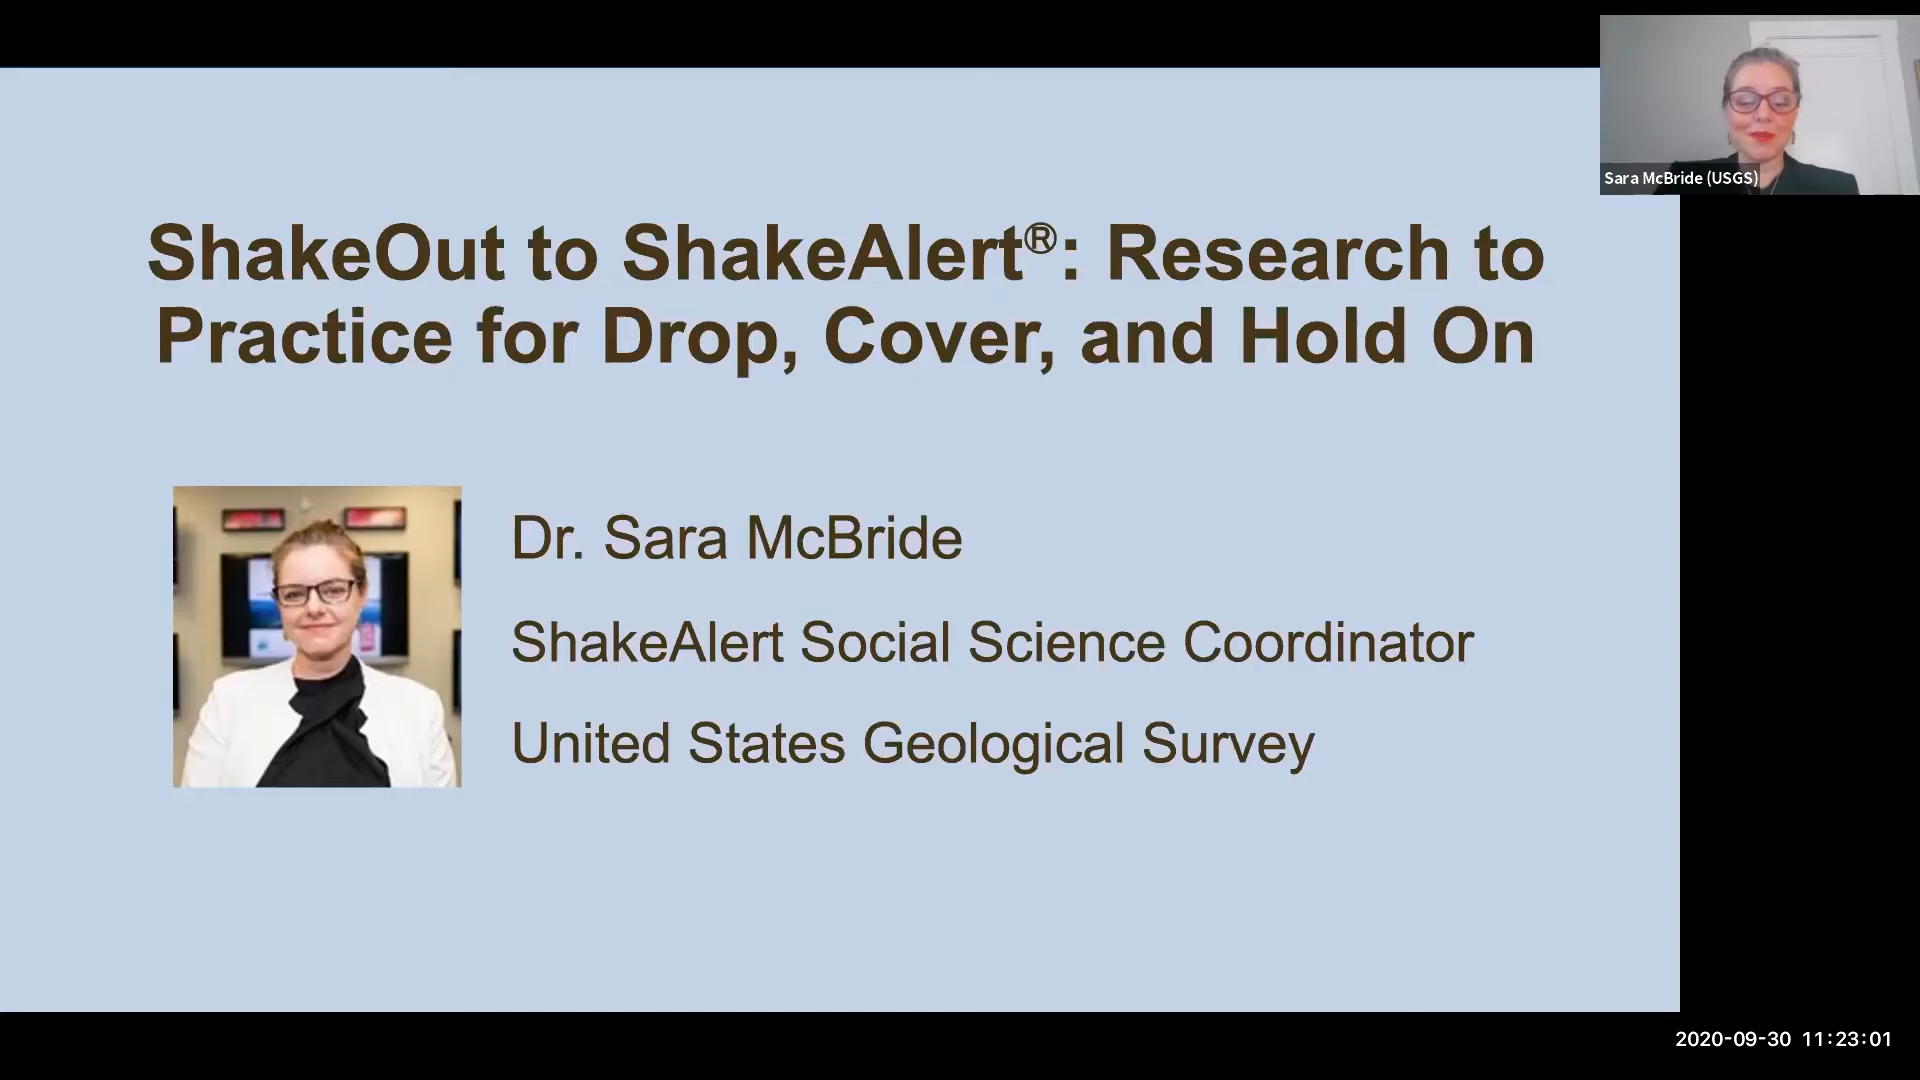 Sara McBride (USGS)
ShakeOut to ShakeAlert®: Research to
Practice for Drop, Cover, and Hold On
Dr. Sara McBride
ShakeAlert Social Science Coordinator
United States Geological Survey
2020-09-30 11:23:01